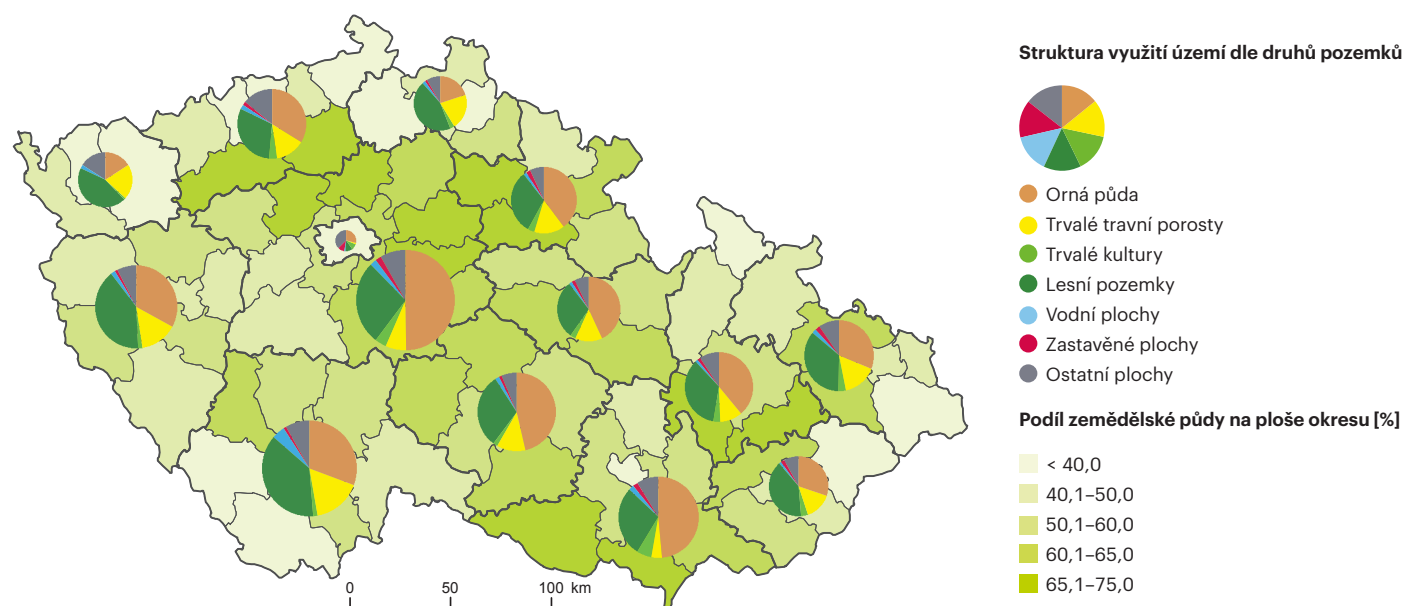 Struktura využití území dle druhů pozemků
Orná půda
Trvalé travní porosty
Trvalé kultury
Lesní pozemky
Vodní plochy
Zastavěné plochy
Ostatní plochy
Podíl zemědělské půdy na ploše okresu [%]
< 40,0
40,1–50,0
50,1–60,0
60,1–65,0
65,1–75,0
0 50 100 km